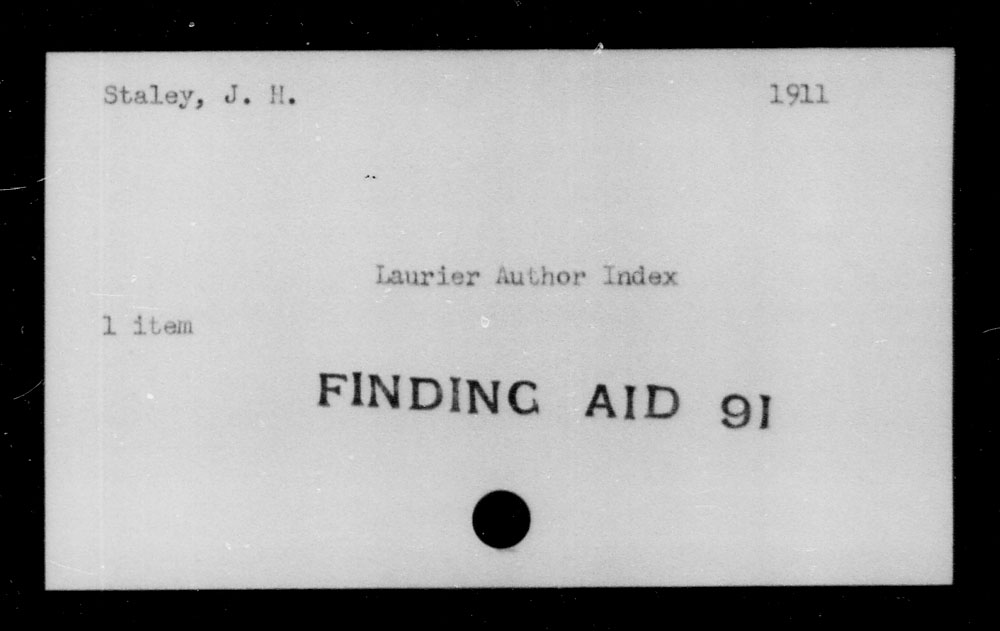 Staley, J. H. 1911
Laurier Author Index
1 item
FINDING AID 91